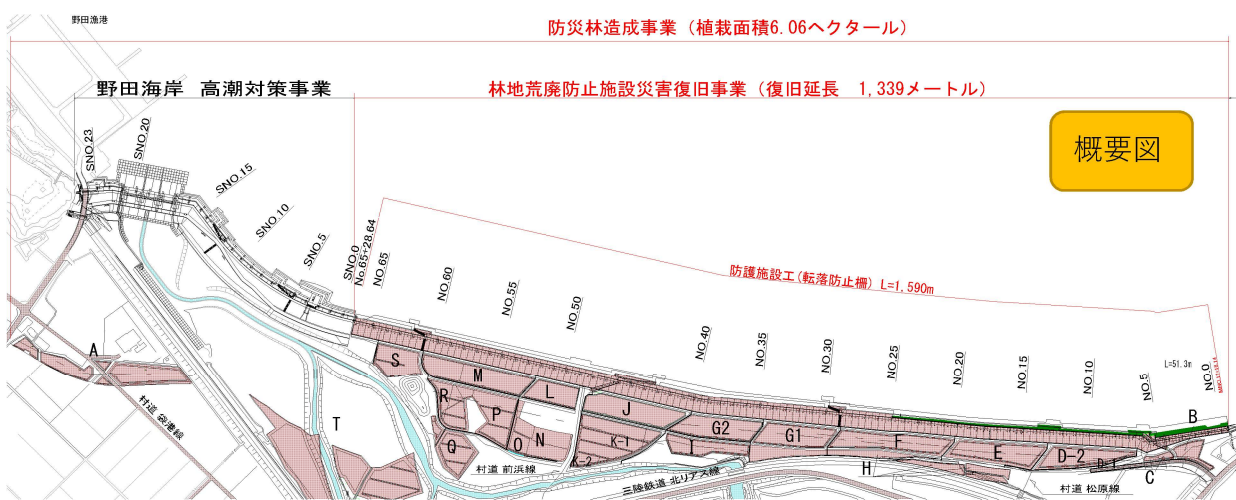 野田漁港
防災林造成事業（植栽面積6.06ヘクタール）
野田海岸 高潮対策事業
林地荒廃防止施設災害復旧事業（復旧延長 1,339メートル）
概要図
SNO.23
SNO.20
SNO.15
SNO.10
SNO.5
SNO.0
No.65+28.64
NO.65
NO.60
NO.55
NO.50
NO.40
NO.35
NO.30
NO.25
NO.20
NO.15
NO.10
NO.5
NO.0
防護施設工(転落防止柵) L=1,590m
L=51.3m
A
B
S
M
L
J
R
P
Q
O
N
K-1
K-2
I
G2
G1
F
E
D-2
D-1
C
H
T
村道 袋港線
村道 前浜線
三陸鉄道 北リアス線
村道 松原線